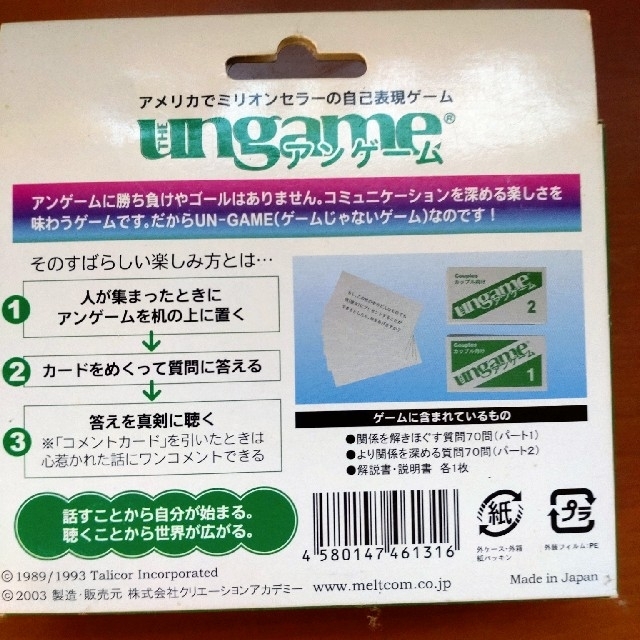 アメリカでミリオンセラーの自己表現ゲーム
THE ungame®
アンゲーム
アンゲームに勝ち負けやゴールはありません。コミュニケーションを深める楽しさを
味わうゲームです。だからUN-GAME(ゲームじゃないゲーム)なのです！
そのすばらしい楽しみ方とは…
1 人が集まったときに
アンゲームを机の上に置く
2 カードをめくって質問に答える
3 答えを真剣に聴く
※「コメントカード」を引いたときは
心惹かれた話にワンコメントできる
Couples
カップル向け
ungame
アンゲーム
2
Couples
カップル向け
ungame
アンゲーム
1
ゲームに含まれているもの
●関係を解きほぐす質問70問(パート1)
●より関係を深める質問70問(パート2)
●解説書・説明書 各1枚
話すことから自分が始まる。
聴くことから世界が広がる。
4 580147 461316
紙
外ケース・外箱
紙パッキン
プラ
外装フィルム:PE
© 1989/1993 Talicor Incorporated
© 2003 製造・販売元 株式会社クリエーションアカデミー
www.meltcom.co.jp
Made in Japan